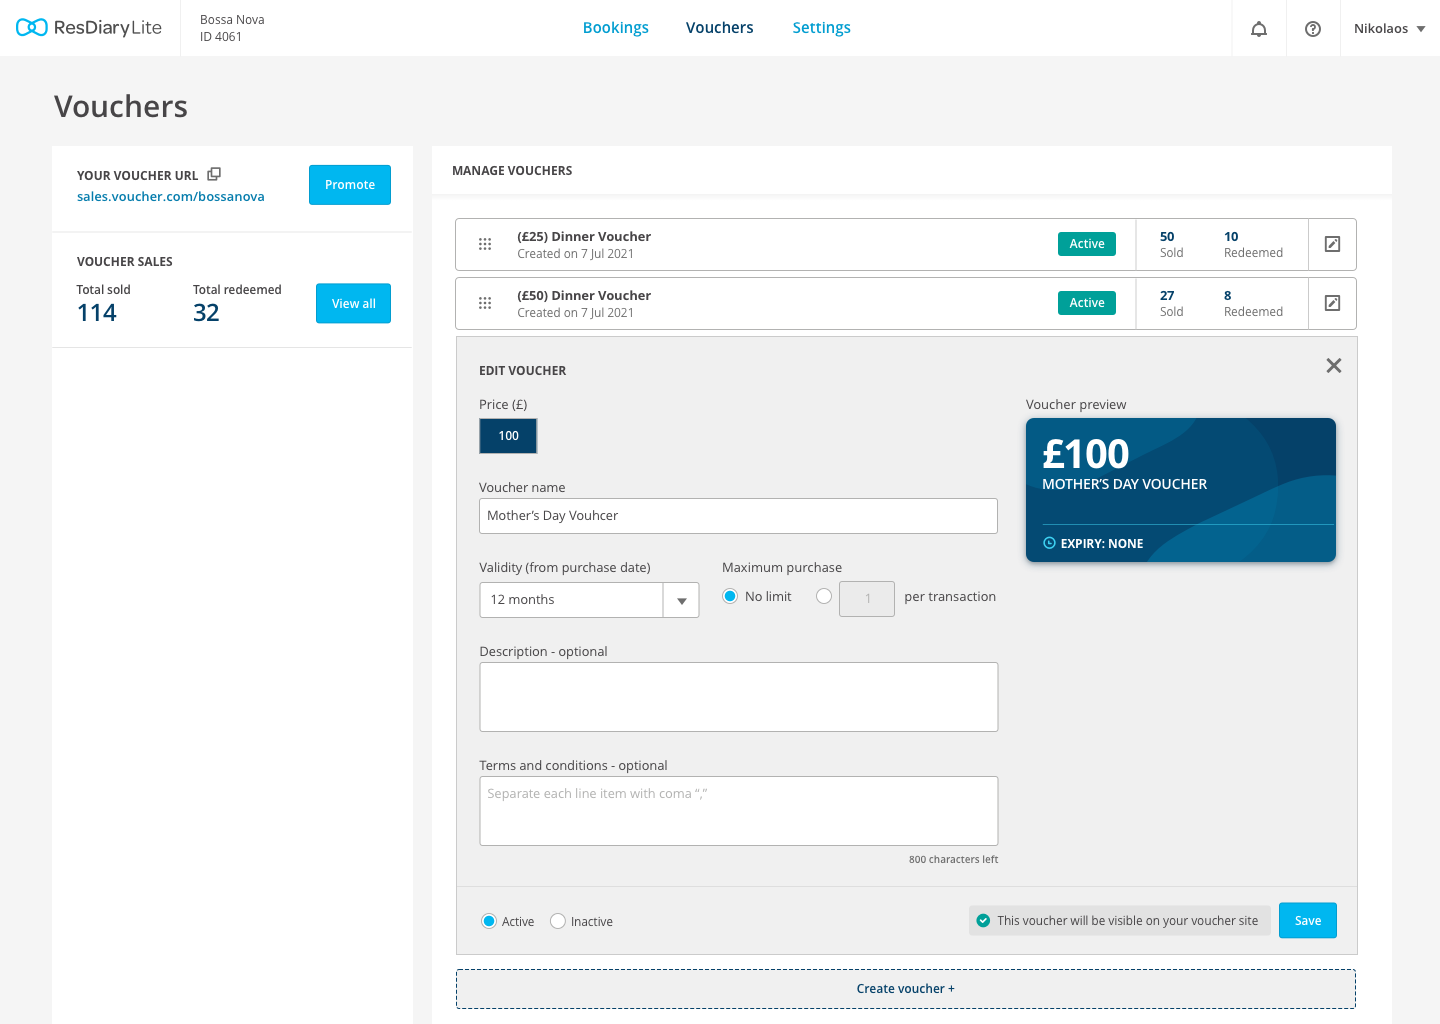 ResDiaryLite
Bossa Nova
ID 4061
Bookings
Vouchers
Settings
Nikolaos
Vouchers
YOUR VOUCHER URL
sales.voucher.com/bossanova
Promote
VOUCHER SALES
Total sold
114
Total redeemed
32
View all
MANAGE VOUCHERS
(£25) Dinner Voucher
Created on 7 Jul 2021
Active
50
Sold
10
Redeemed
(£50) Dinner Voucher
Created on 7 Jul 2021
Active
27
Sold
8
Redeemed
EDIT VOUCHER
Price (£)
100
Voucher name
Mother’s Day Vouhcer
Validity (from purchase date)
12 months
Maximum purchase
No limit
1
per transaction
Description - optional
Terms and conditions - optional
Separate each line item with coma “,”
800 characters left
Voucher preview
£100
MOTHER’S DAY VOUCHER
EXPIRY: NONE
Active
Inactive
This voucher will be visible on your voucher site
Save
Create voucher +